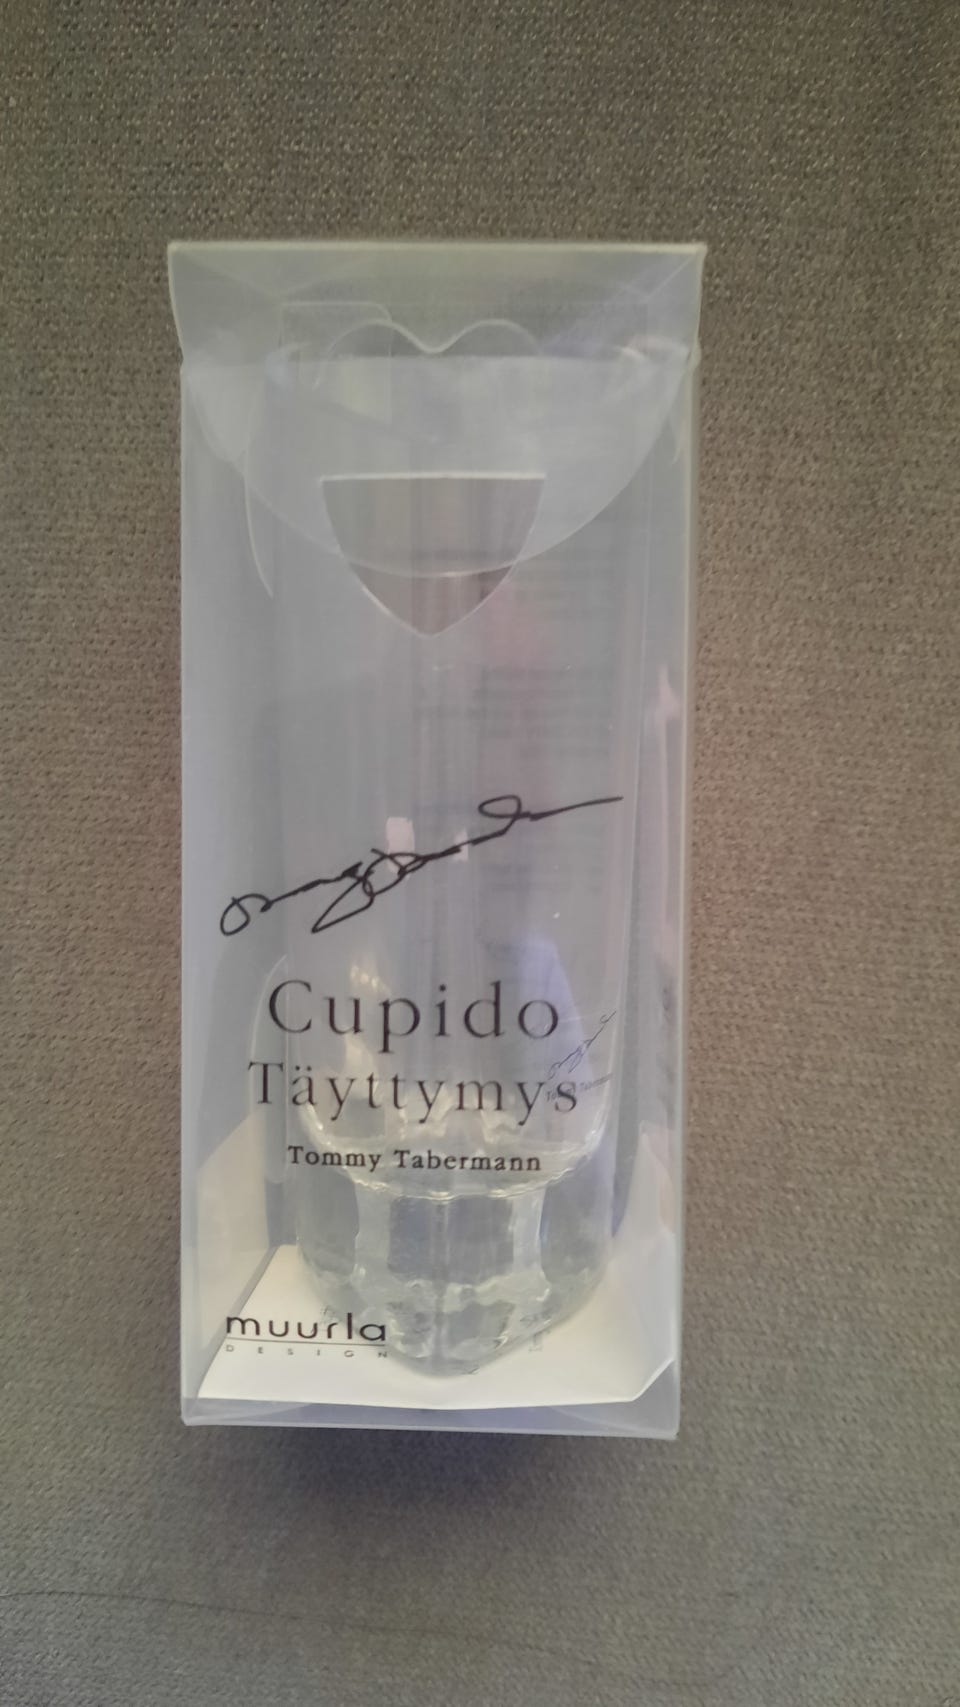 Cupido
Täyttymys
Tommy Tabermann
muurla
DESIGN